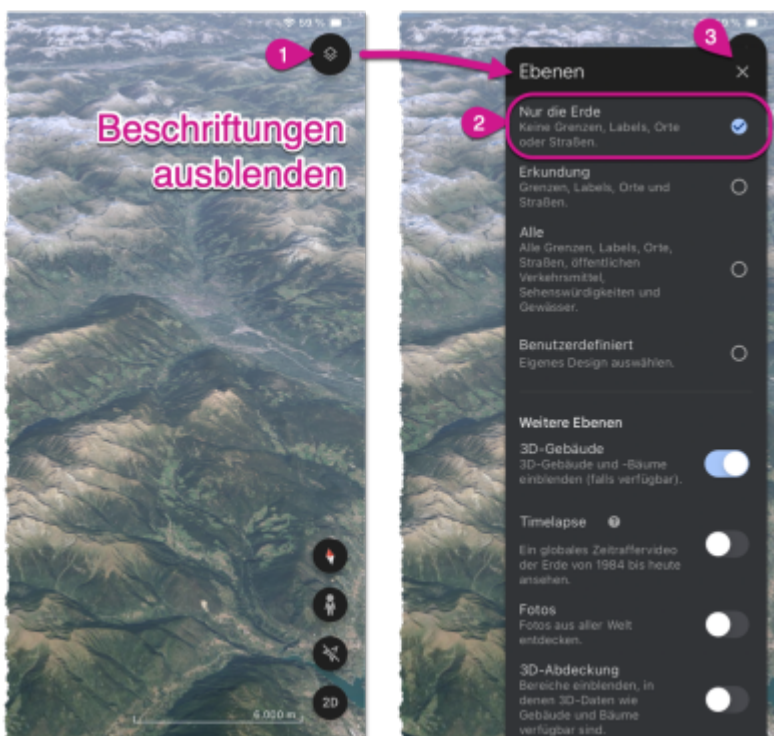 59 %
1
Beschriftungen
ausblenden
2D
6.000 m
3
Ebenen
2
Nur die Erde
Keine Grenzen, Labels, Orte
oder Straßen.
Erkundung
Grenzen, Labels, Orte und
Straßen.
Alle
Alle Grenzen, Labels, Orte,
Straßen, öffentlichen
Verkehrsmittel,
Sehenswürdigkeiten und
Gewässer.
Benutzerdefiniert
Eigenes Design auswählen.
Weitere Ebenen
3D-Gebäude
3D-Gebäude und -Bäume
einblenden (falls verfügbar).
Timelapse
Ein globales Zeitraffervideo
der Erde von 1984 bis heute
ansehen.
Fotos
Fotos aus aller Welt
entdecken.
3D-Abdeckung
Bereiche einblenden, in
denen 3D-Daten wie
Gebäude und Bäume
verfügbar sind.